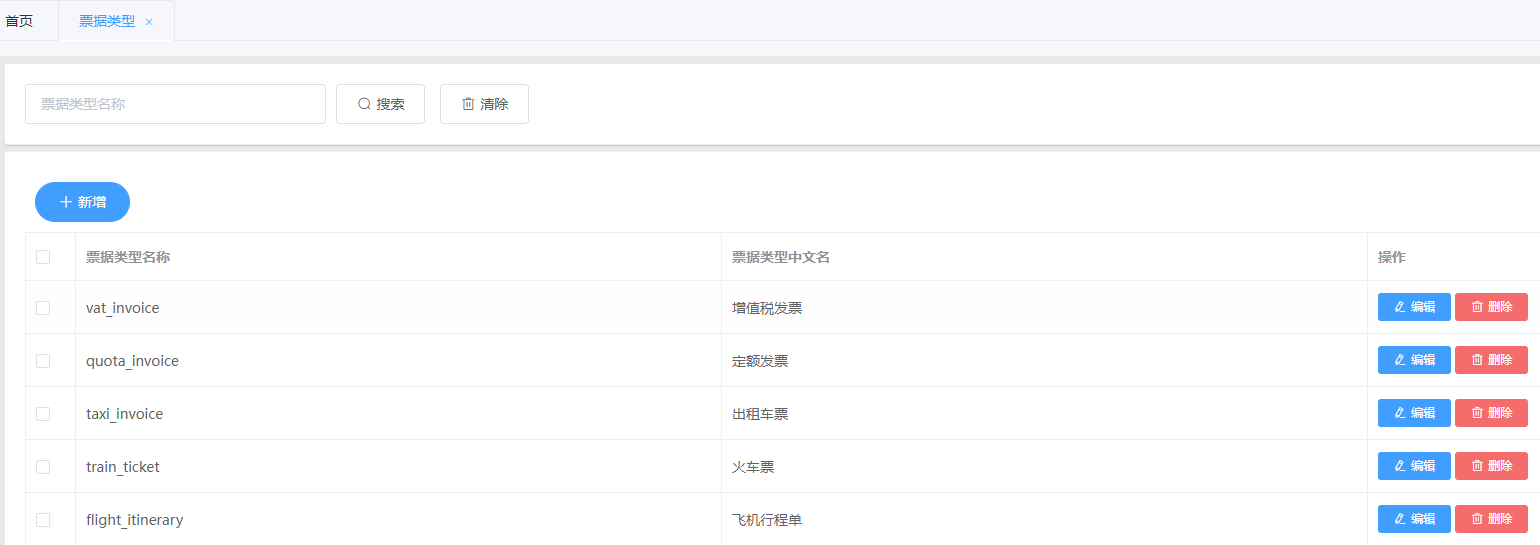 首页 票据类型 ×
票据类型名称 搜索 清除
+ 新增
票据类型名称 票据类型中文名 操作
vat_invoice 增值税发票 编辑 删除
quota_invoice 定额发票 编辑 删除
taxi_invoice 出租车票 编辑 删除
train_ticket 火车票 编辑 删除
flight_itinerary 飞机行程单 编辑 删除